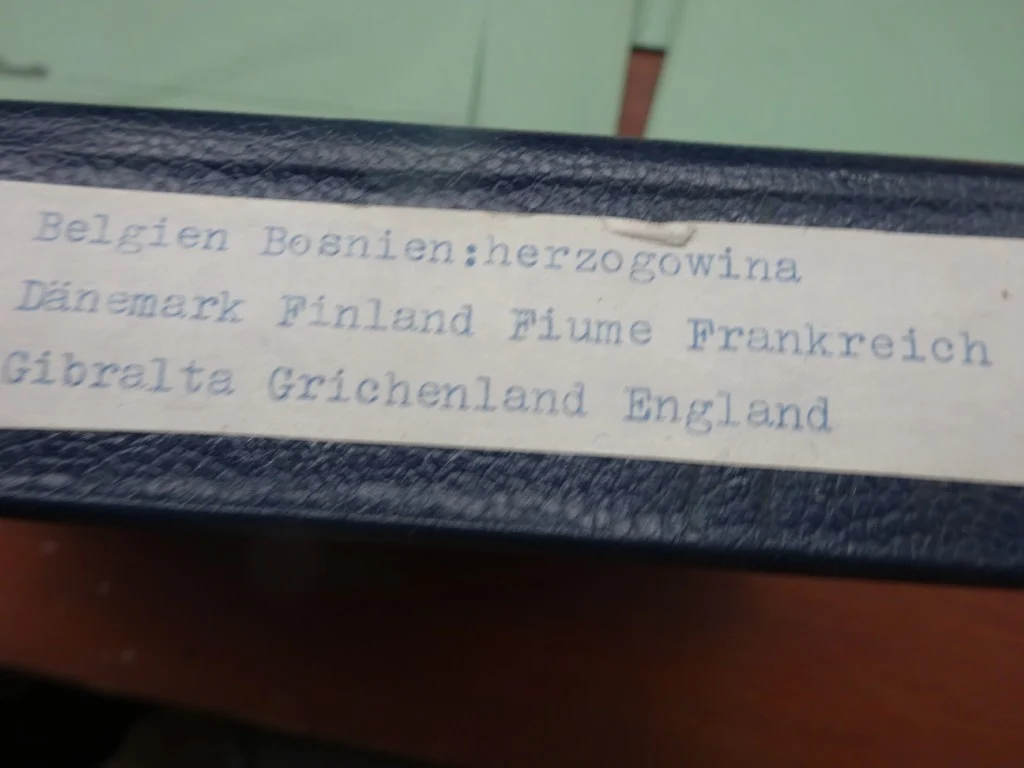 Belgien Bosnien:herzogowina
Dänemark Finland Fiume Frankreich
Gibralta Grichenland England